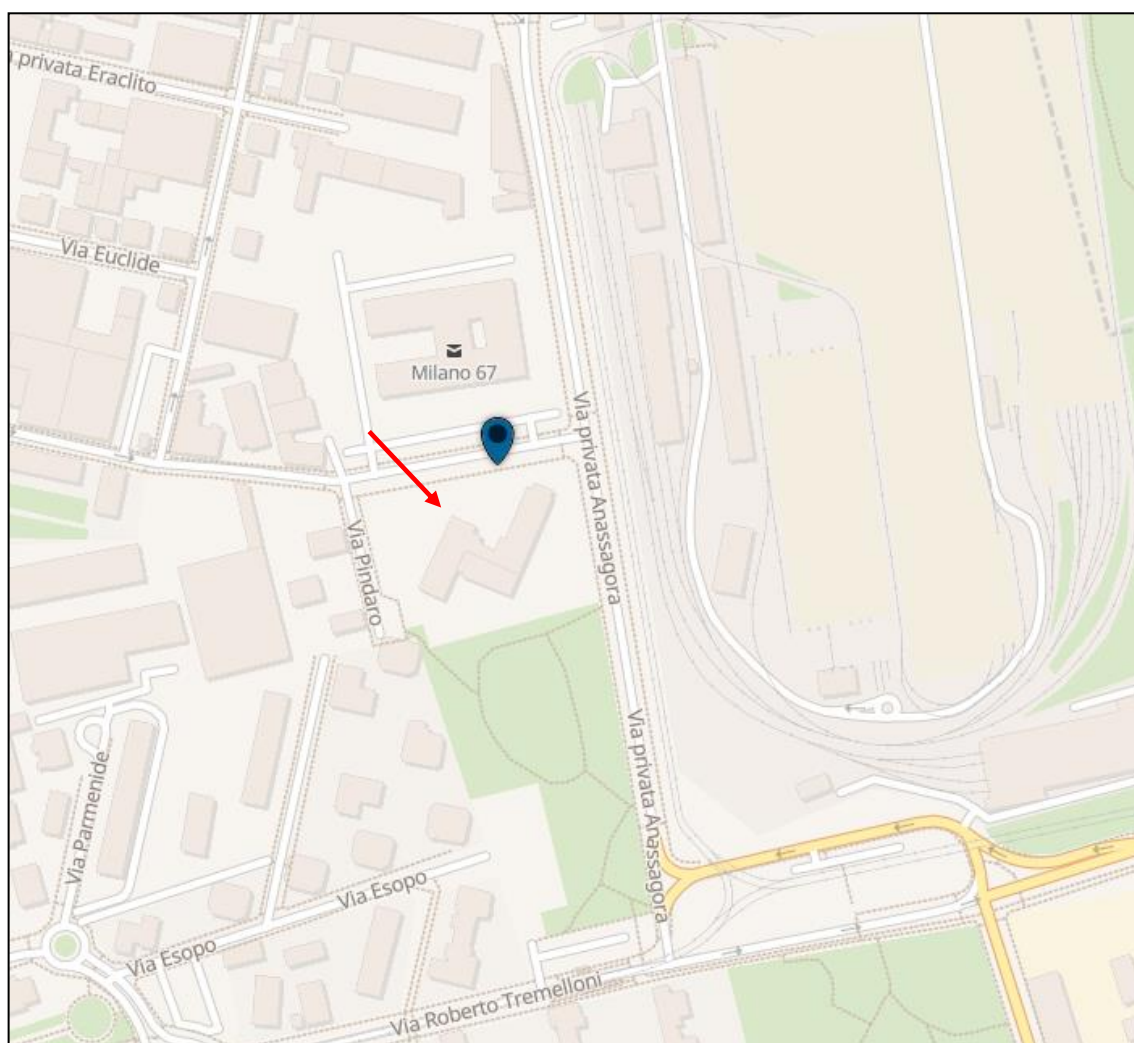 privata Eraclito
Via Euclide
Milano 67
Via privata Anassagora
Via Pindaro
Via privata Anassagora
Via Parmenide
Via Esopo
Via Esopo
Via Roberto Tremelloni